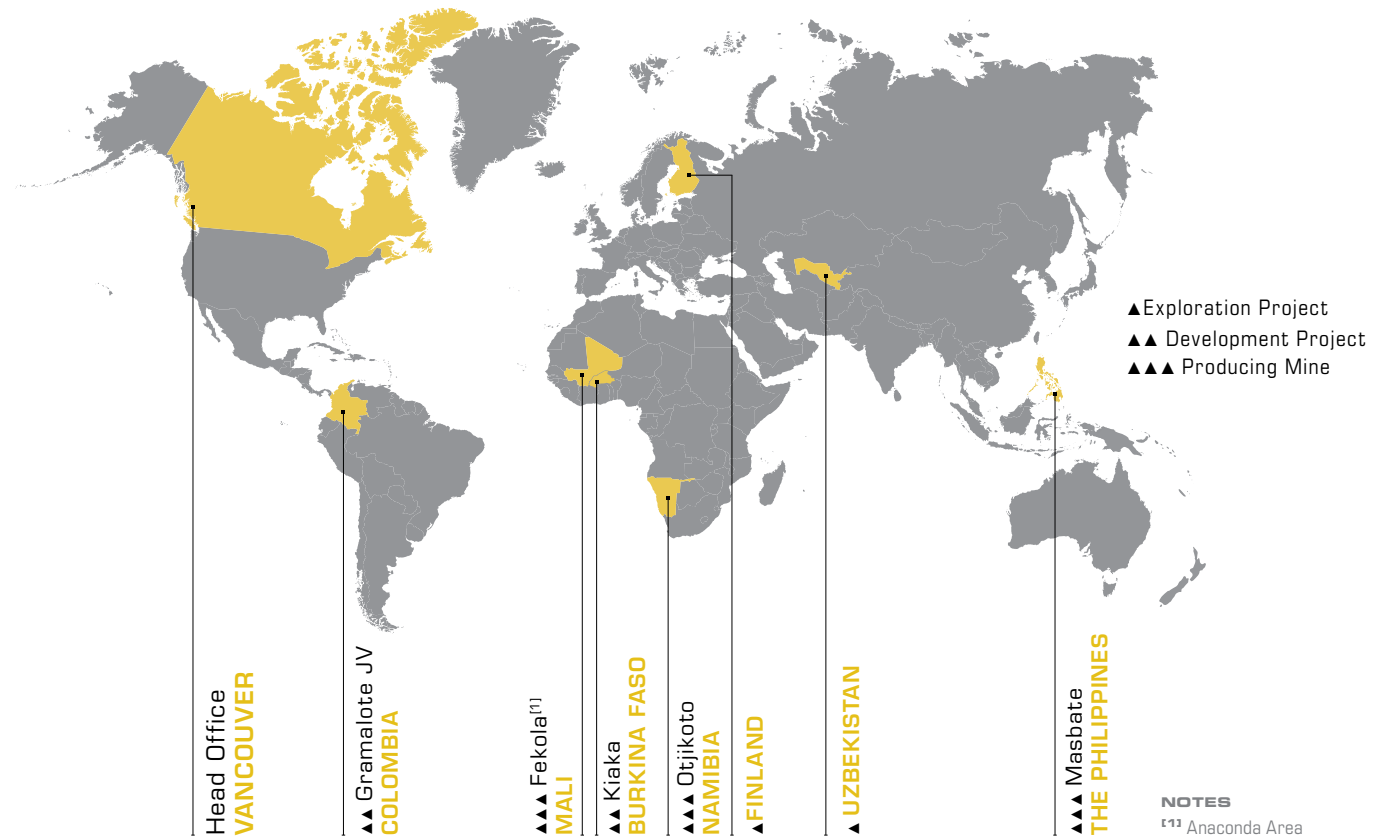 ▲Exploration Project
▲▲ Development Project
▲▲▲ Producing Mine
Head Office
VANCOUVER
▲▲ Gramalote JV
COLOMBIA
▲▲▲ Fekola[1]
MALI
▲▲ Kiaka
BURKINA FASO
▲▲▲ Otjikoto
NAMIBIA
▲FINLAND
▲ UZBEKISTAN
▲▲▲ Masbate
THE PHILIPPINES
NOTES
[1] Anaconda Area